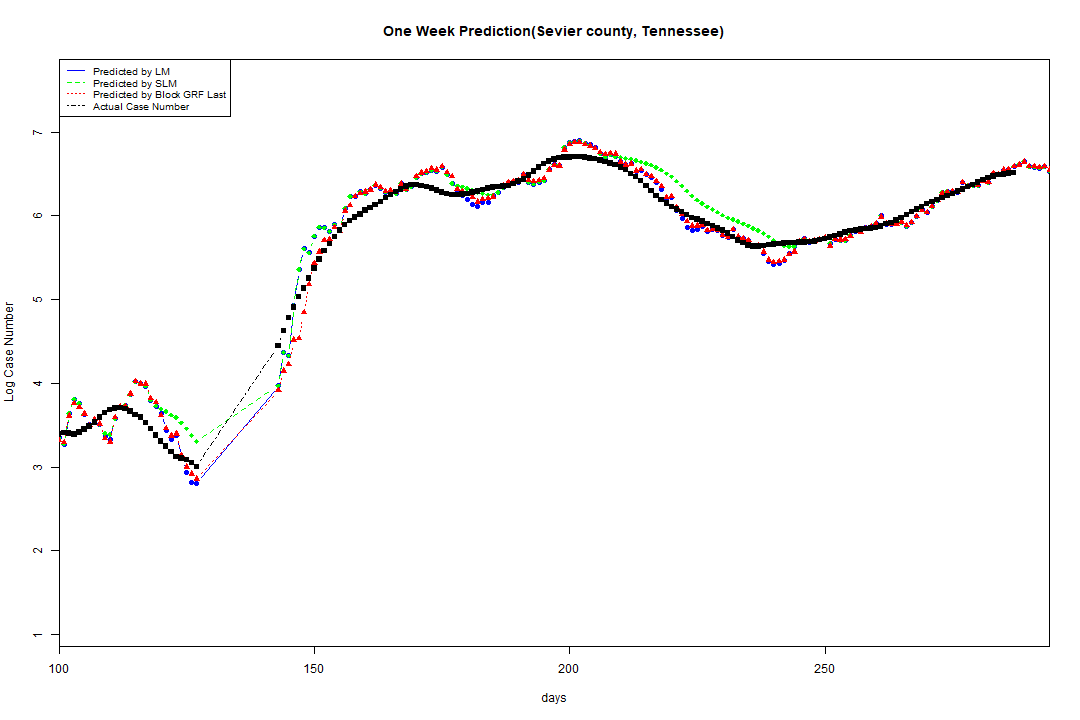 One Week Prediction(Sevier county, Tennessee)
Predicted by LM
Predicted by SLM
Predicted by Block GRF Last
Actual Case Number
7
6
5
4
3
2
1
Log Case Number
100 150 200 250
days